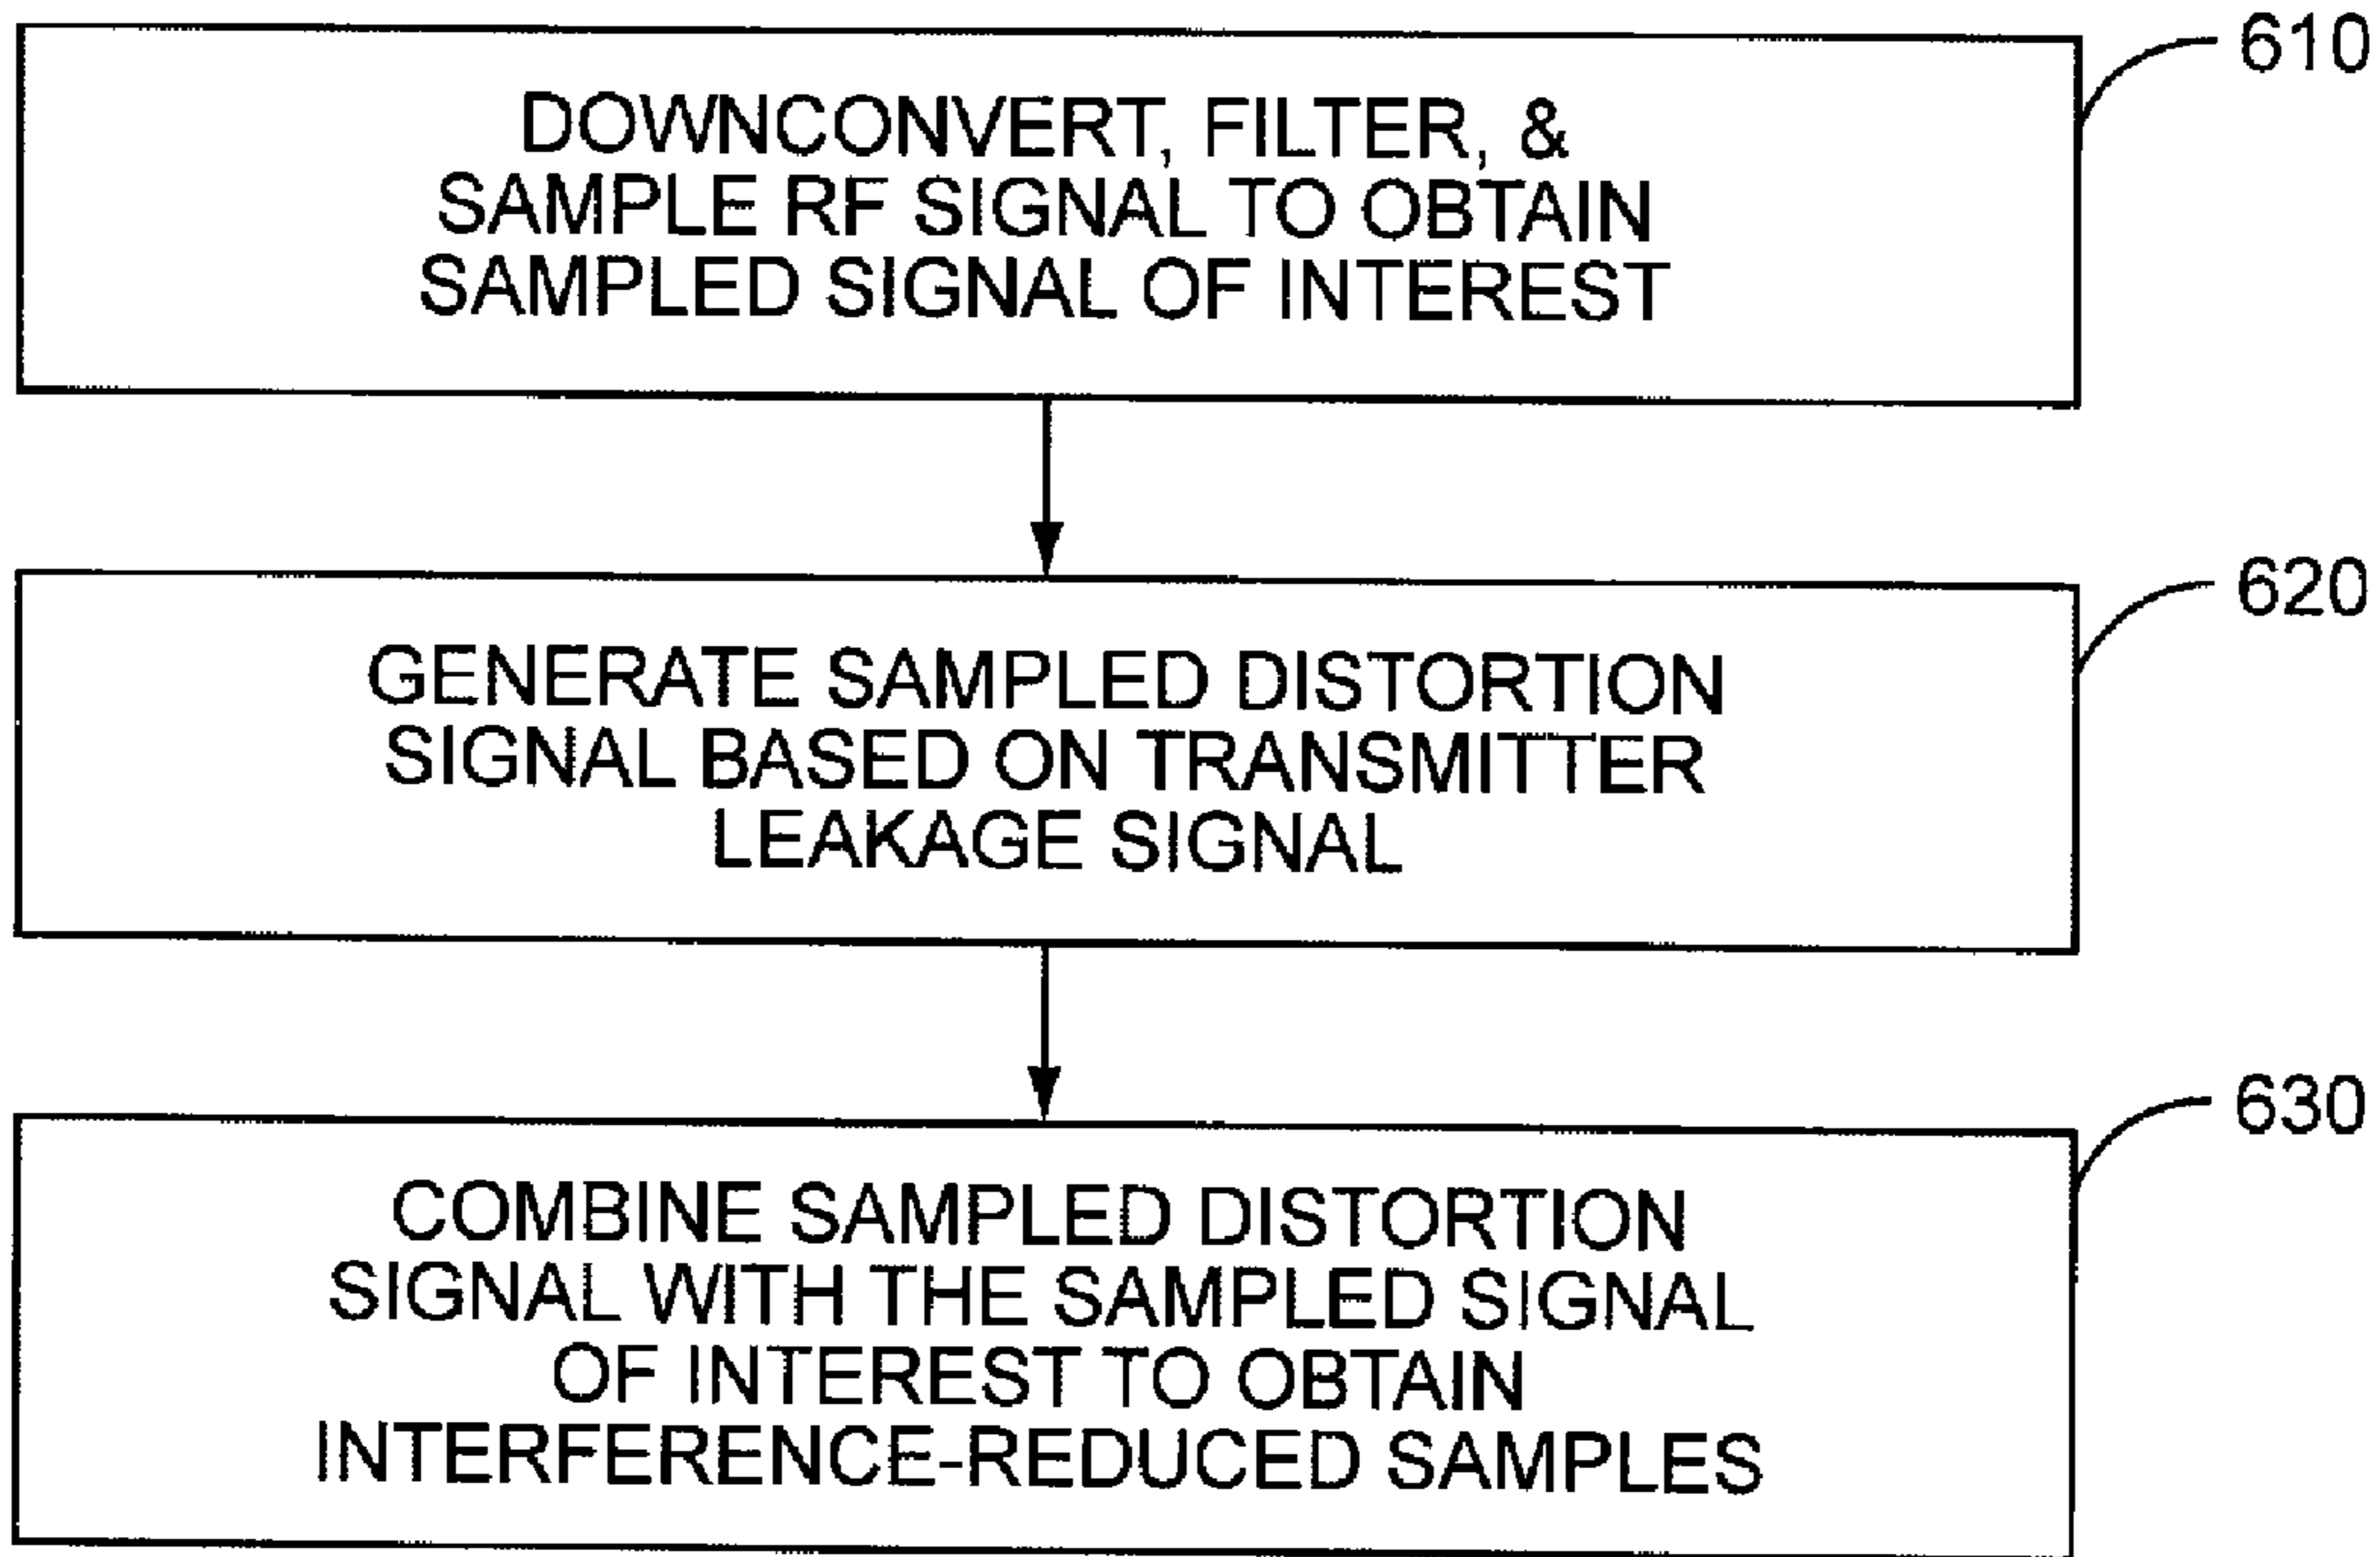 610
DOWNCONVERT, FILTER, &
SAMPLE RF SIGNAL TO OBTAIN
SAMPLED SIGNAL OF INTEREST
620
GENERATE SAMPLED DISTORTION
SIGNAL BASED ON TRANSMITTER
LEAKAGE SIGNAL
630
COMBINE SAMPLED DISTORTION
SIGNAL WITH THE SAMPLED SIGNAL
OF INTEREST TO OBTAIN
INTERFERENCE-REDUCED SAMPLES